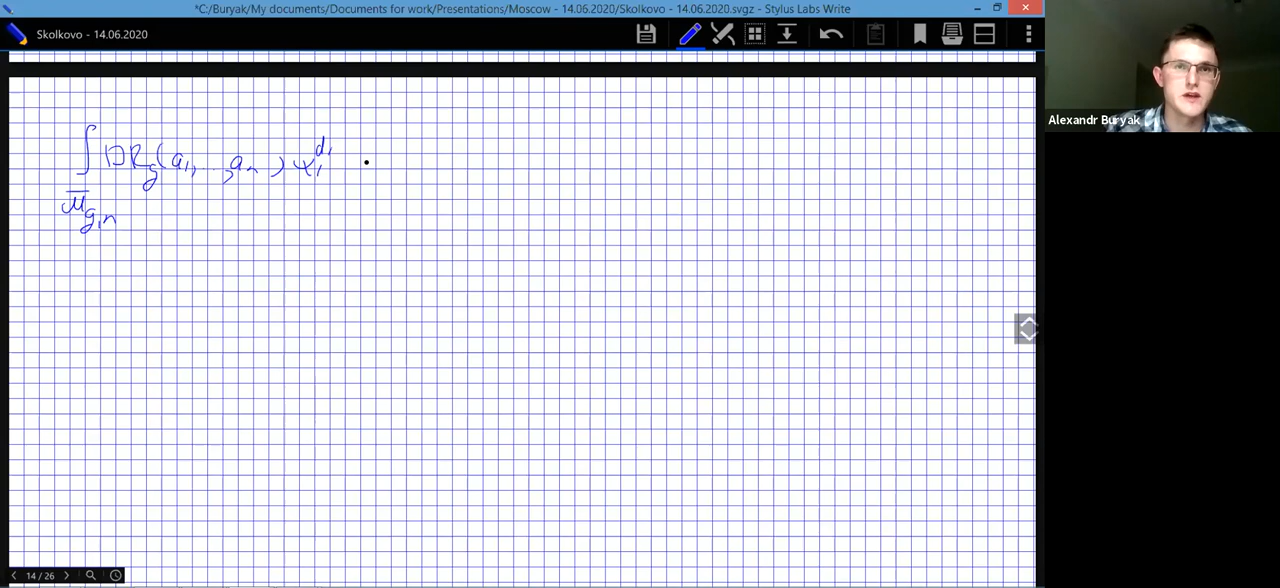 *C:/Buryak/My documents/Documents for work/Presentations/Moscow - 14.06.2020/Skolkovo - 14.06.2020.svgz - Stylus Labs Write
Skolkovo - 14.06.2020
Alexandr Buryak
∫_{\overline{M}_{g,n}} DR_g(a_1, ..., a_n) ψ_1^{d_1}
14 / 26